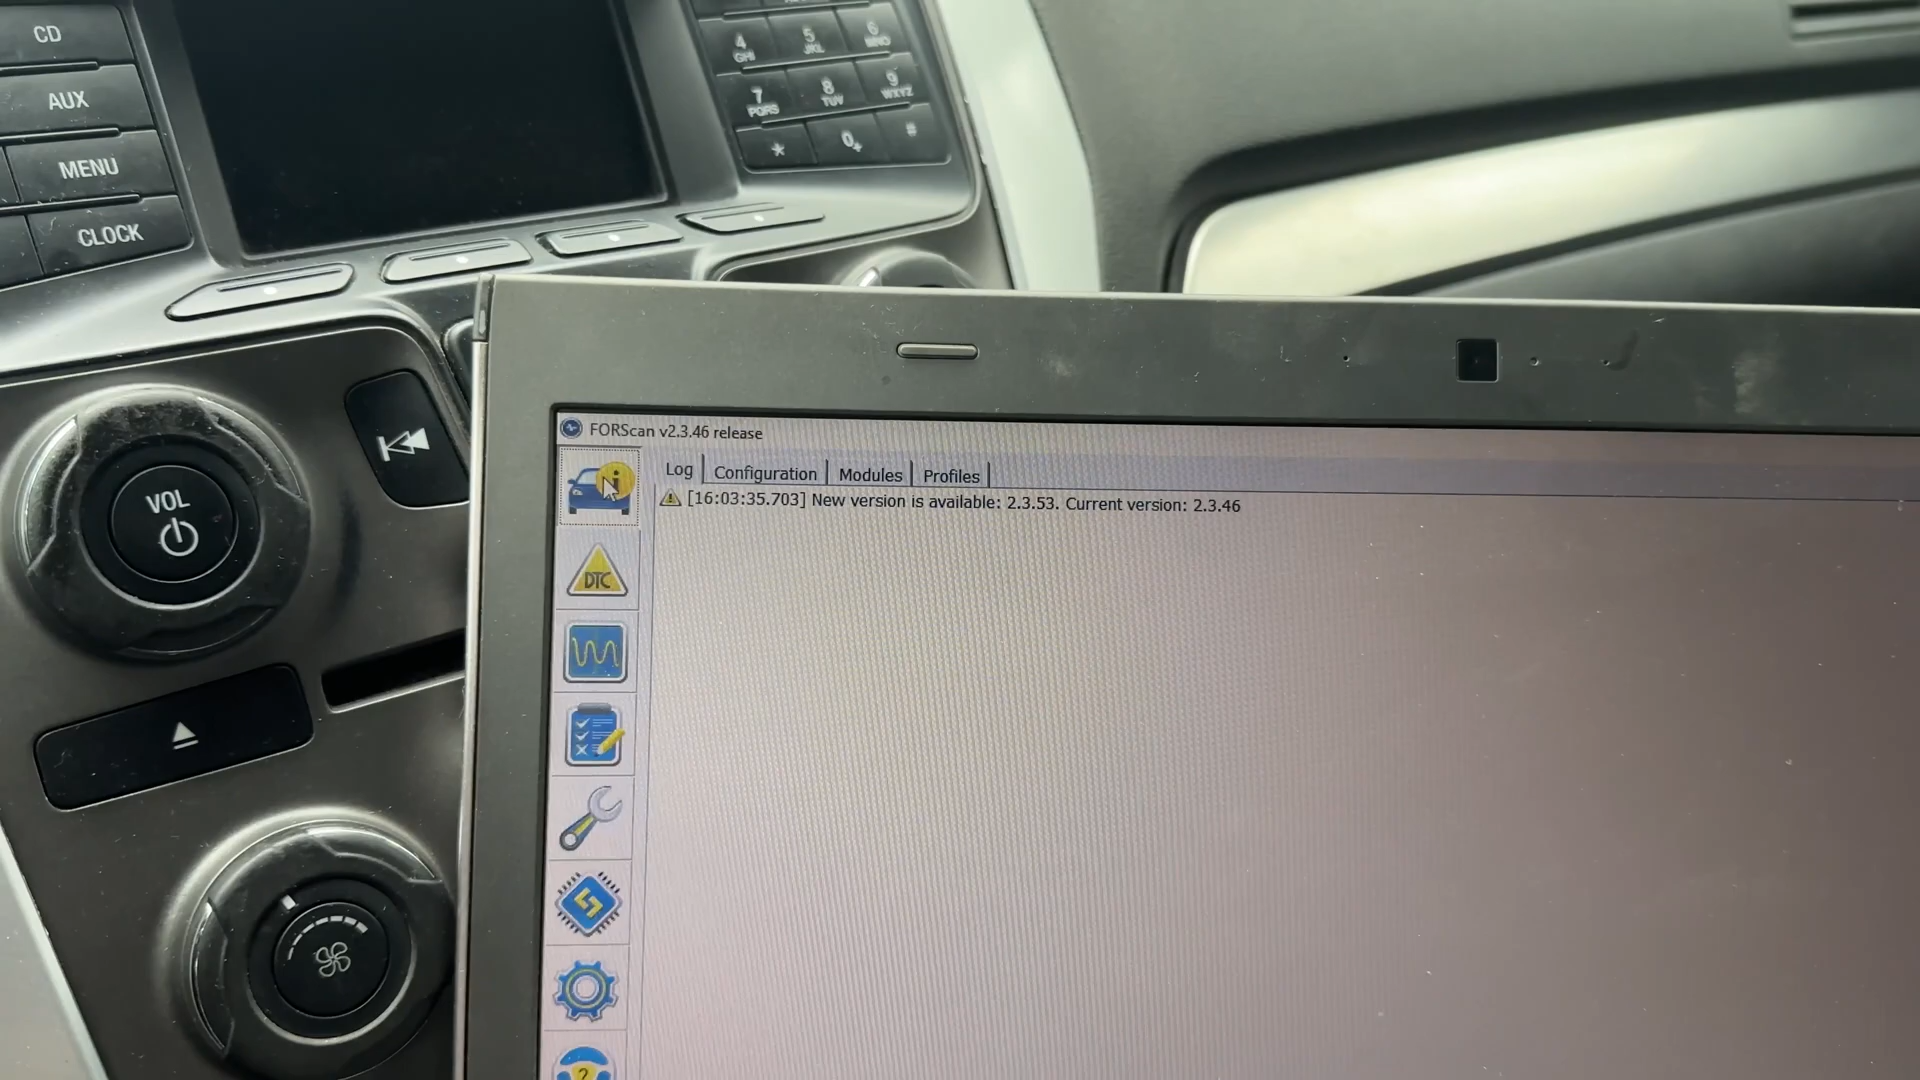 CD
AUX
MENU
CLOCK
4
GHI
5
JKL
6
MNO
7
PQRS
8
TUV
9
WXYZ
*
0+
#
VOL
FORScan v2.3.46 release
Log
Configuration
Modules
Profiles
[16:03:35.703] New version is available: 2.3.53. Current version: 2.3.46
DTC
?